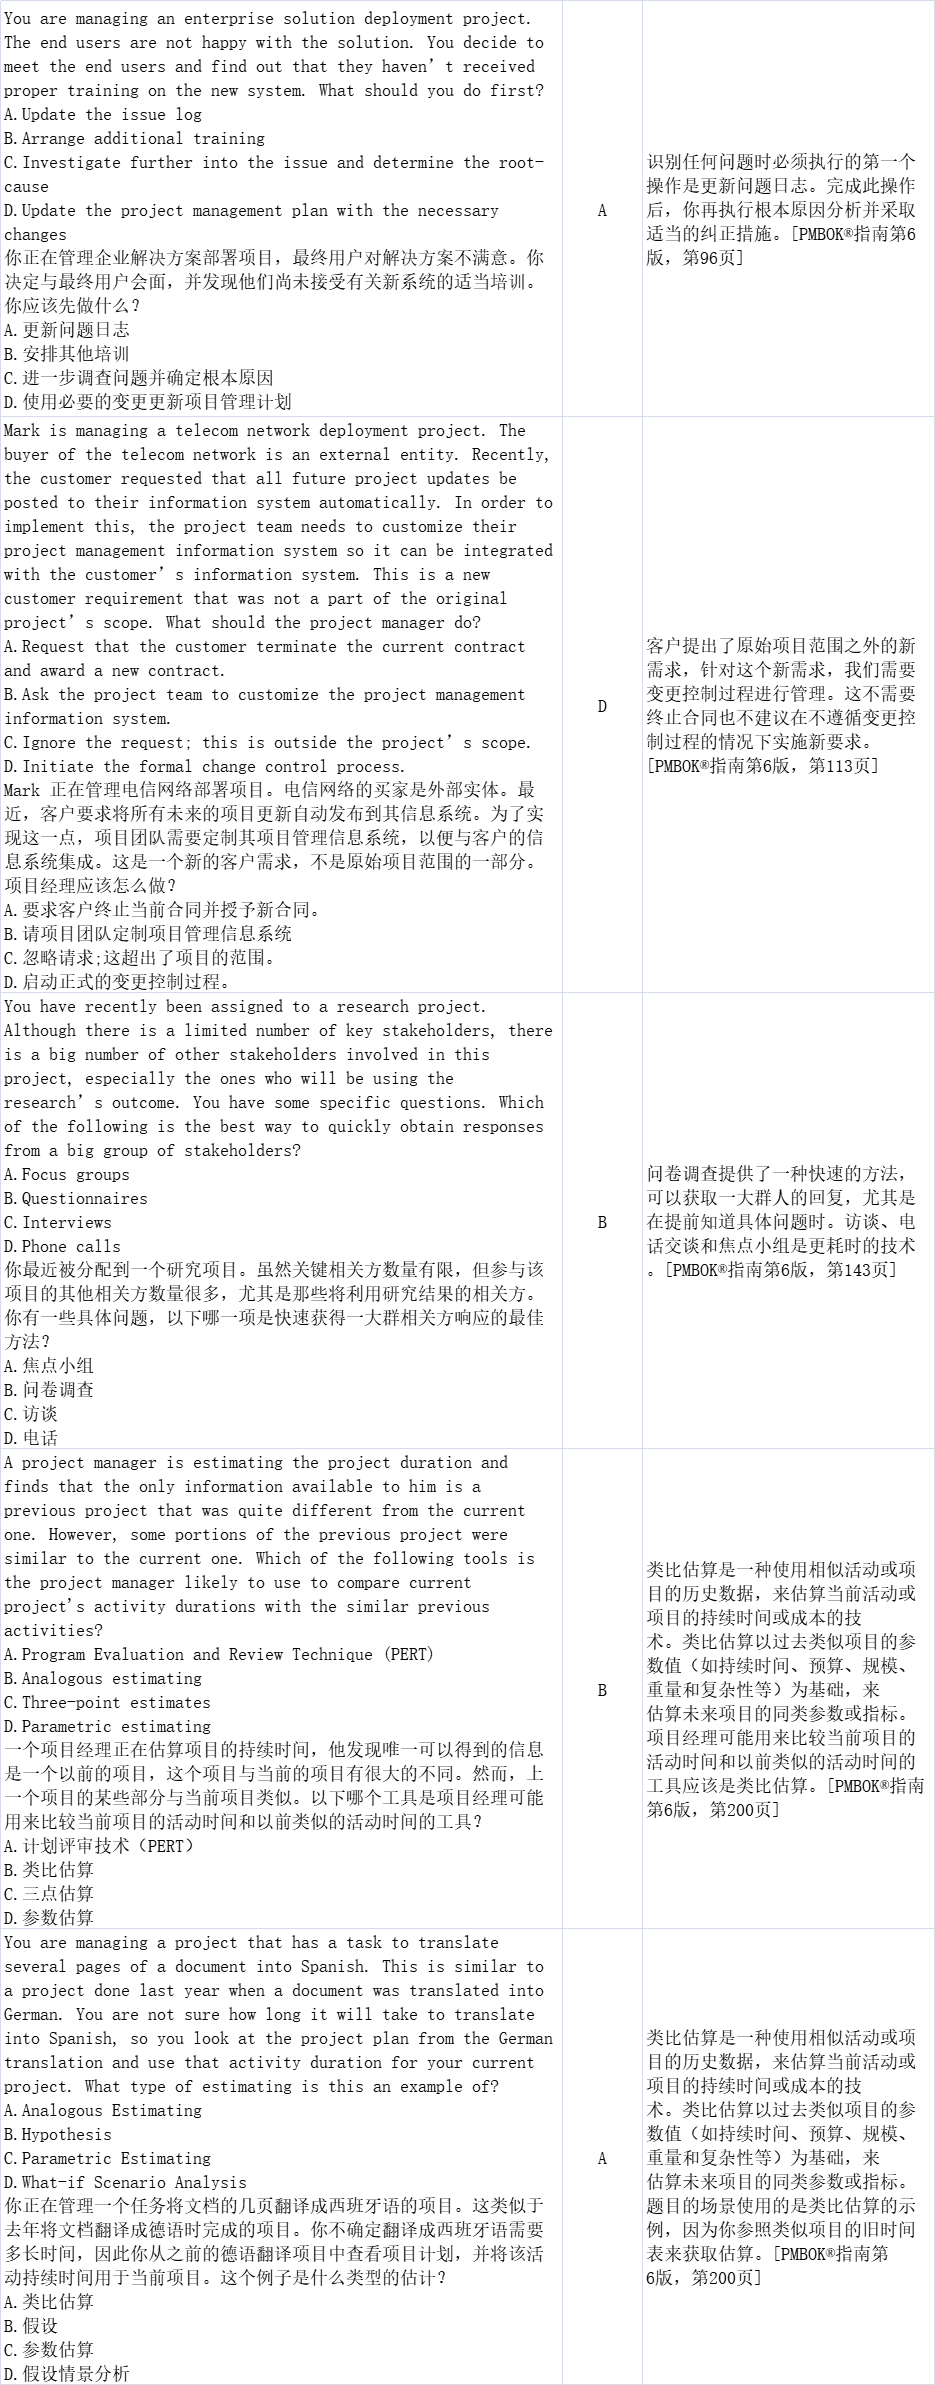 You are managing an enterprise solution deployment project.
The end users are not happy with the solution. You decide to
meet the end users and find out that they haven’t received
proper training on the new system. What should you do first?
A.Update the issue log
B.Arrange additional training
C.Investigate further into the issue and determine the root-
cause
D.Update the project management plan with the necessary
changes
你正在管理企业解决方案部署项目，最终用户对解决方案不满意。你
决定与最终用户会面，并发现他们尚未接受有关新系统的适当培训。
你应该先做什么？
A.更新问题日志
B.安排其他培训
C.进一步调查问题并确定根本原因
D.使用必要的变更更新项目管理计划
A
识别任何问题时必须执行的第一个
操作是更新问题日志。完成此操作
后，你再执行根本原因分析并采取
适当的纠正措施。[PMBOK®指南第6
版，第96页]
Mark is managing a telecom network deployment project. The
buyer of the telecom network is an external entity. Recently,
the customer requested that all future project updates be
posted to their information system automatically. In order to
implement this, the project team needs to customize their
project management information system so it can be integrated
with the customer’s information system. This is a new
customer requirement that was not a part of the original
project’s scope. What should the project manager do?
A.Request that the customer terminate the current contract
and award a new contract.
B.Ask the project team to customize the project management
information system.
C.Ignore the request; this is outside the project’s scope.
D.Initiate the formal change control process.
Mark 正在管理电信网络部署项目。电信网络的买家是外部实体。最
近，客户要求将所有未来的项目更新自动发布到其信息系统。为了实
现这一点，项目团队需要定制其项目管理信息系统，以便与客户的信
息系统集成。这是一个新的客户需求，不是原始项目范围的一部分。
项目经理应该怎么做？
A.要求客户终止当前合同并授予新合同。
B.请项目团队定制项目管理信息系统
C.忽略请求;这超出了项目的范围。
D.启动正式的变更控制过程。
D
客户提出了原始项目范围之外的新
需求，针对这个新需求，我们需要
变更控制过程进行管理。这不需要
终止合同也不建议在不遵循变更控
制过程的情况下实施新要求。
[PMBOK®指南第6版，第113页]
You have recently been assigned to a research project.
Although there is a limited number of key stakeholders, there
is a big number of other stakeholders involved in this
project, especially the ones who will be using the
research’s outcome. You have some specific questions. Which
of the following is the best way to quickly obtain responses
from a big group of stakeholders?
A.Focus groups
B.Questionnaires
C.Interviews
D.Phone calls
你最近被分配到一个研究项目。虽然关键相关方数量有限，但参与该
项目的其他相关方数量很多，尤其是那些将利用研究结果的相关方。
你有一些具体问题，以下哪一项是快速获得一大群相关方响应的最佳
方法？
A.焦点小组
B.问卷调查
C.访谈
D.电话
B
问卷调查提供了一种快速的方法，
可以获取一大群人的回复，尤其是
在提前知道具体问题时。访谈、电
话交谈和焦点小组是更耗时的技术
。[PMBOK®指南第6版，第143页]
A project manager is estimating the project duration and
finds that the only information available to him is a
previous project that was quite different from the current
one. However, some portions of the previous project were
similar to the current one. Which of the following tools is
the project manager likely to use to compare current
project's activity durations with the similar previous
activities?
A.Program Evaluation and Review Technique (PERT)
B.Analogous estimating
C.Three-point estimates
D.Parametric estimating
一个项目经理正在估算项目的持续时间，他发现唯一可以得到的信息
是一个以前的项目，这个项目与当前的项目有很大的不同。然而，上
一个项目的某些部分与当前项目类似。以下哪个工具是项目经理可能
用来比较当前项目的活动时间和以前类似的活动时间的工具？
A.计划评审技术（PERT）
B.类比估算
C.三点估算
D.参数估算
B
类比估算是一种使用相似活动或项
目的历史数据，来估算当前活动或
项目的持续时间或成本的技
术。类比估算以过去类似项目的参
数值（如持续时间、预算、规模、
重量和复杂性等）为基础，来
估算未来项目的同类参数或指标。
项目经理可能用来比较当前项目的
活动时间和以前类似的活动时间的
工具应该是类比估算。[PMBOK®指南
第6版，第200页]
You are managing a project that has a task to translate
several pages of a document into Spanish. This is similar to
a project done last year when a document was translated into
German. You are not sure how long it will take to translate
into Spanish, so you look at the project plan from the German
translation and use that activity duration for your current
project. What type of estimating is this an example of?
A.Analogous Estimating
B.Hypothesis
C.Parametric Estimating
D.What-if Scenario Analysis
你正在管理一个任务将文档的几页翻译成西班牙语的项目。这类似于
去年将文档翻译成德语时完成的项目。你不确定翻译成西班牙语需要
多长时间，因此你从之前的德语翻译项目中查看项目计划，并将该活
动持续时间用于当前项目。这个例子是什么类型的估计？
A.类比估算
B.假设
C.参数估算
D.假设情景分析
A
类比估算是一种使用相似活动或项
目的历史数据，来估算当前活动或
项目的持续时间或成本的技
术。类比估算以过去类似项目的参
数值（如持续时间、预算、规模、
重量和复杂性等）为基础，来
估算未来项目的同类参数或指标。
题目的场景使用的是类比估算的示
例，因为你参照类似项目的旧时间
表来获取估算。[PMBOK®指南第
6版，第200页]